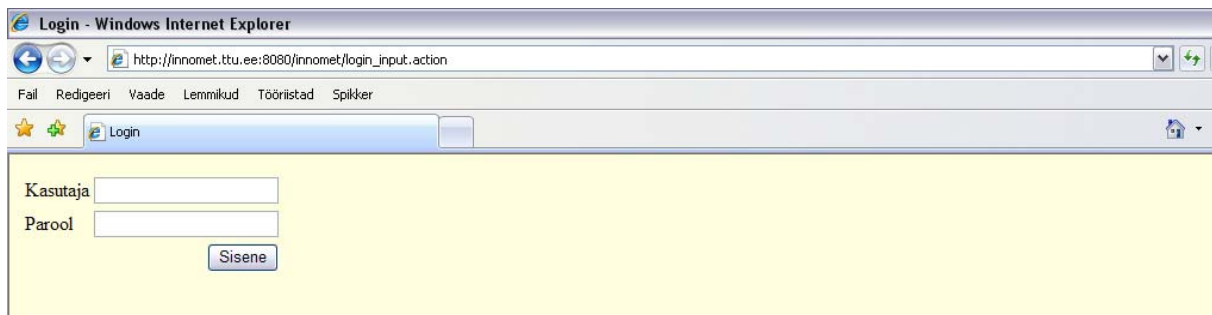 Login - Windows Internet Explorer
http://innomet.ttu.ee:8080/innomet/login_input.action
Fail Redigeeri Vaade Lemmikud Tööriistad Spikker
Login
Kasutaja
Parool
Sisene